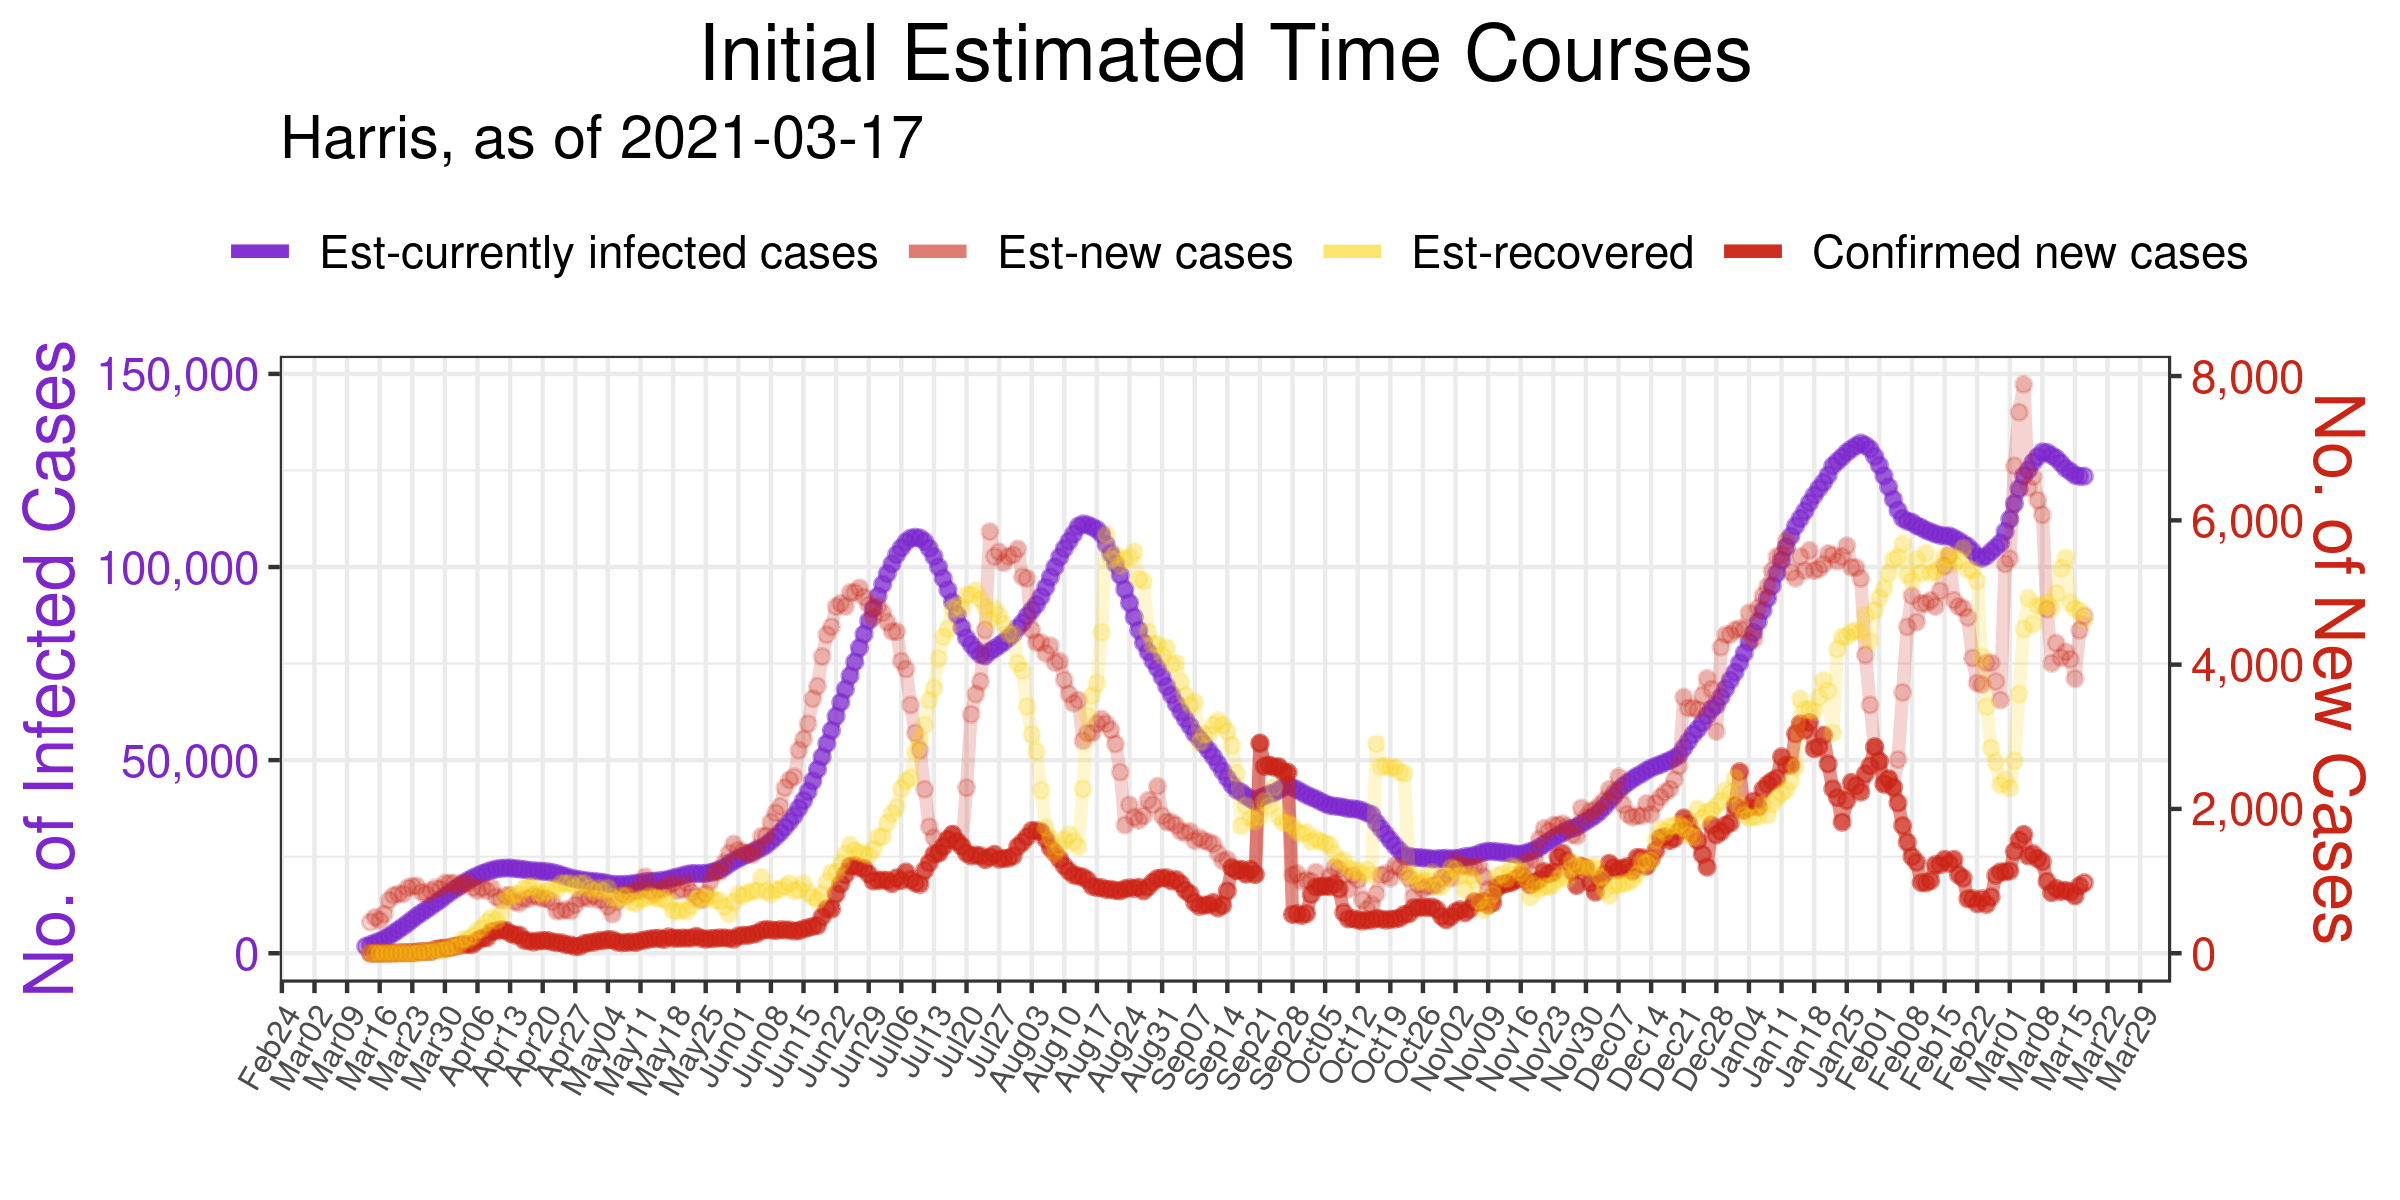 Initial Estimated Time Courses
Harris, as of 2021-03-17
Est-currently infected cases
Est-new cases
Est-recovered
Confirmed new cases
No. of Infected Cases
150,000
100,000
50,000
0
8,000
6,000
4,000
2,000
0
No. of New Cases
Feb24
Mar02
Mar09
Mar16
Mar23
Mar30
Apr06
Apr13
Apr20
Apr27
May04
May11
May18
May25
Jun01
Jun08
Jun15
Jun22
Jun29
Jul06
Jul13
Jul20
Jul27
Aug03
Aug10
Aug17
Aug24
Aug31
Sep07
Sep14
Sep21
Sep28
Oct05
Oct12
Oct19
Oct26
Nov02
Nov09
Nov16
Nov23
Nov30
Dec07
Dec14
Dec21
Dec28
Jan04
Jan11
Jan18
Jan25
Feb01
Feb08
Feb15
Feb22
Mar01
Mar08
Mar15
Mar22
Mar29